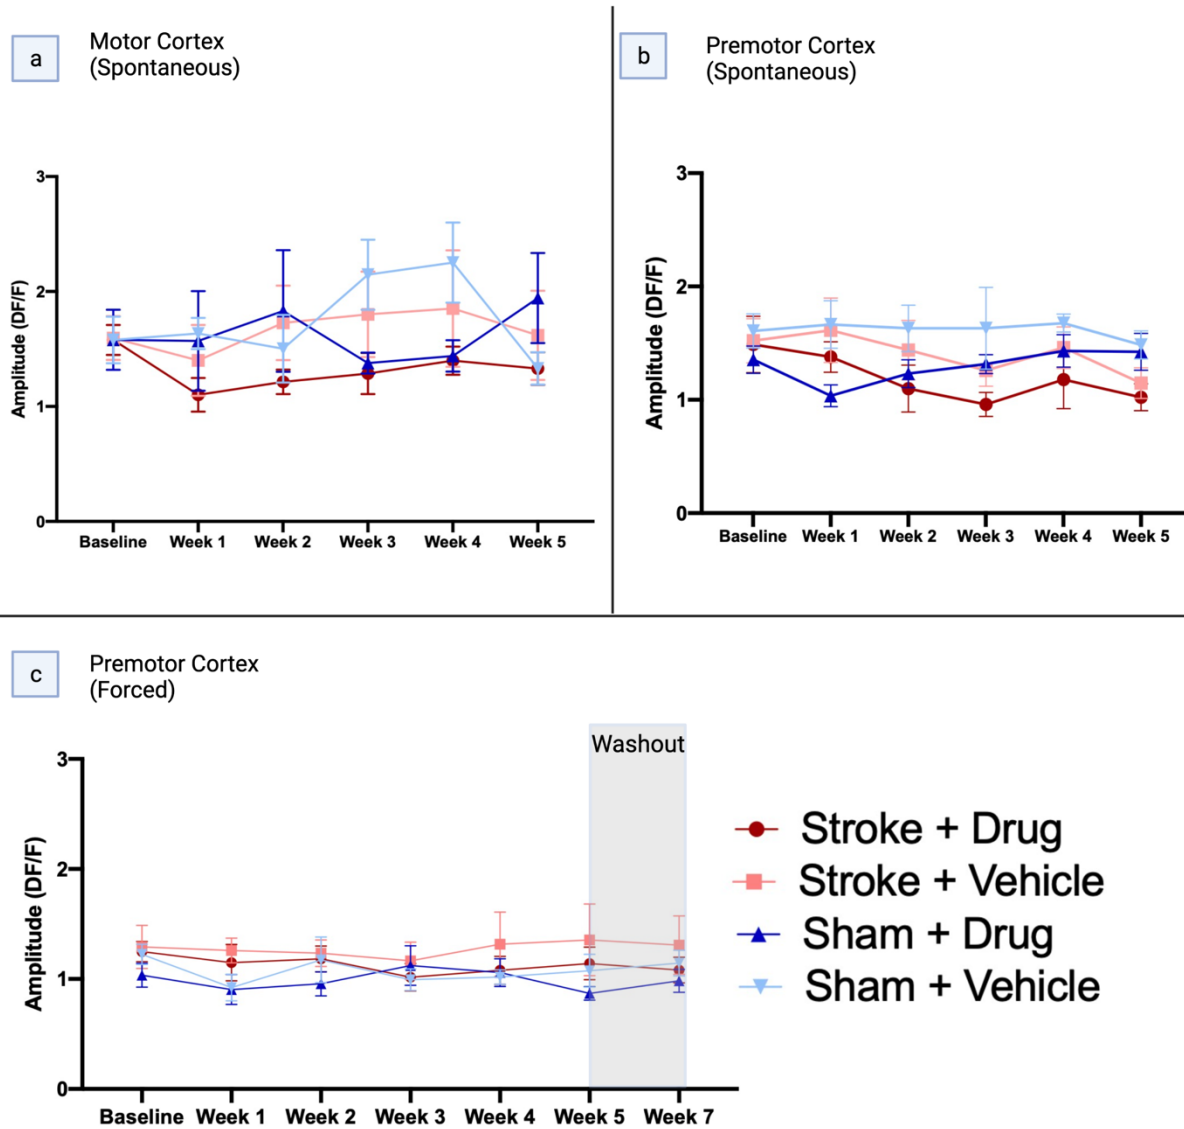 a
Motor Cortex
(Spontaneous)
3
2
1
0
Amplitude (DF/F)
Baseline Week 1 Week 2 Week 3 Week 4 Week 5
b
Premotor Cortex
(Spontaneous)
3
2
1
0
Amplitude (DF/F)
Baseline Week 1 Week 2 Week 3 Week 4 Week 5
c
Premotor Cortex
(Forced)
Washout
3
2
1
0
Amplitude (DF/F)
Baseline Week 1 Week 2 Week 3 Week 4 Week 5 Week 7
Stroke + Drug
Stroke + Vehicle
Sham + Drug
Sham + Vehicle